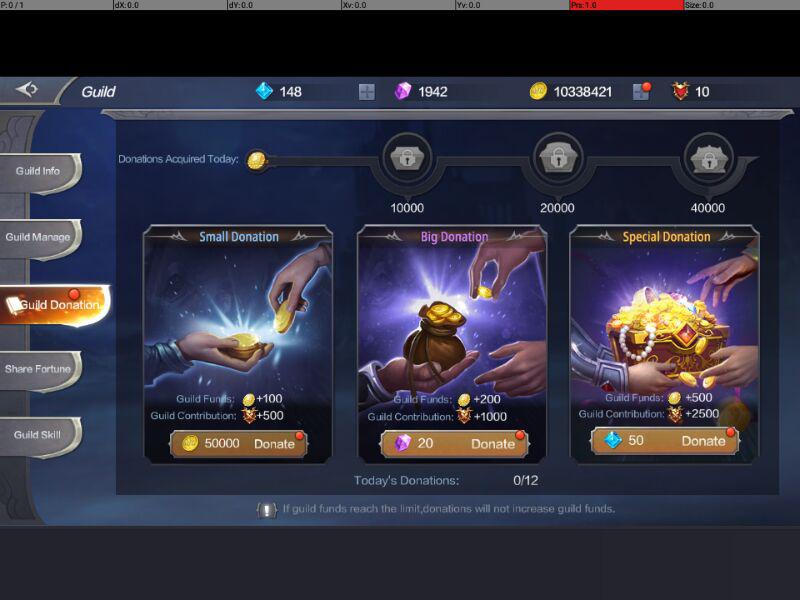 P: 0 / 1 dX: 0.0 dY: 0.0 Xv: 0.0 Yv: 0.0 Prs: 1.0 Size: 0.0
Guild 148 1942 10338421 10
Donations Acquired Today:
10000 20000 40000
Guild Info
Guild Manage
Guild Donation
Share Fortune
Guild Skill
Small Donation
Guild Funds: +100
Guild Contribution: +500
50000 Donate
Big Donation
Guild Funds: +200
Guild Contribution: +1000
20 Donate
Special Donation
Guild Funds: +500
Guild Contribution: +2500
50 Donate
Today's Donations: 0/12
If guild funds reach the limit,donations will not increase guild funds.